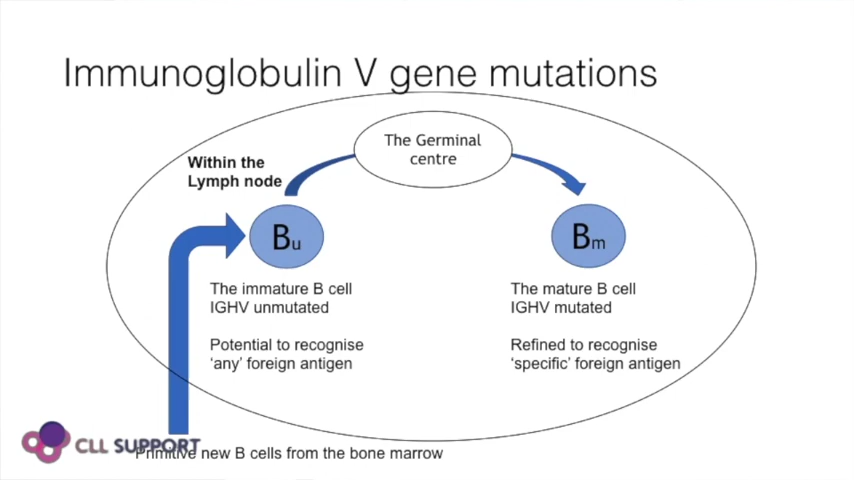 Immunoglobulin V gene mutations
The Germinal
centre
Within the
Lymph node
Bu
Bm
The immature B cell
IGHV unmutated
Potential to recognise
‘any’ foreign antigen
The mature B cell
IGHV mutated
Refined to recognise
‘specific’ foreign antigen
CLL SUPPORT
Primitive new B cells from the bone marrow